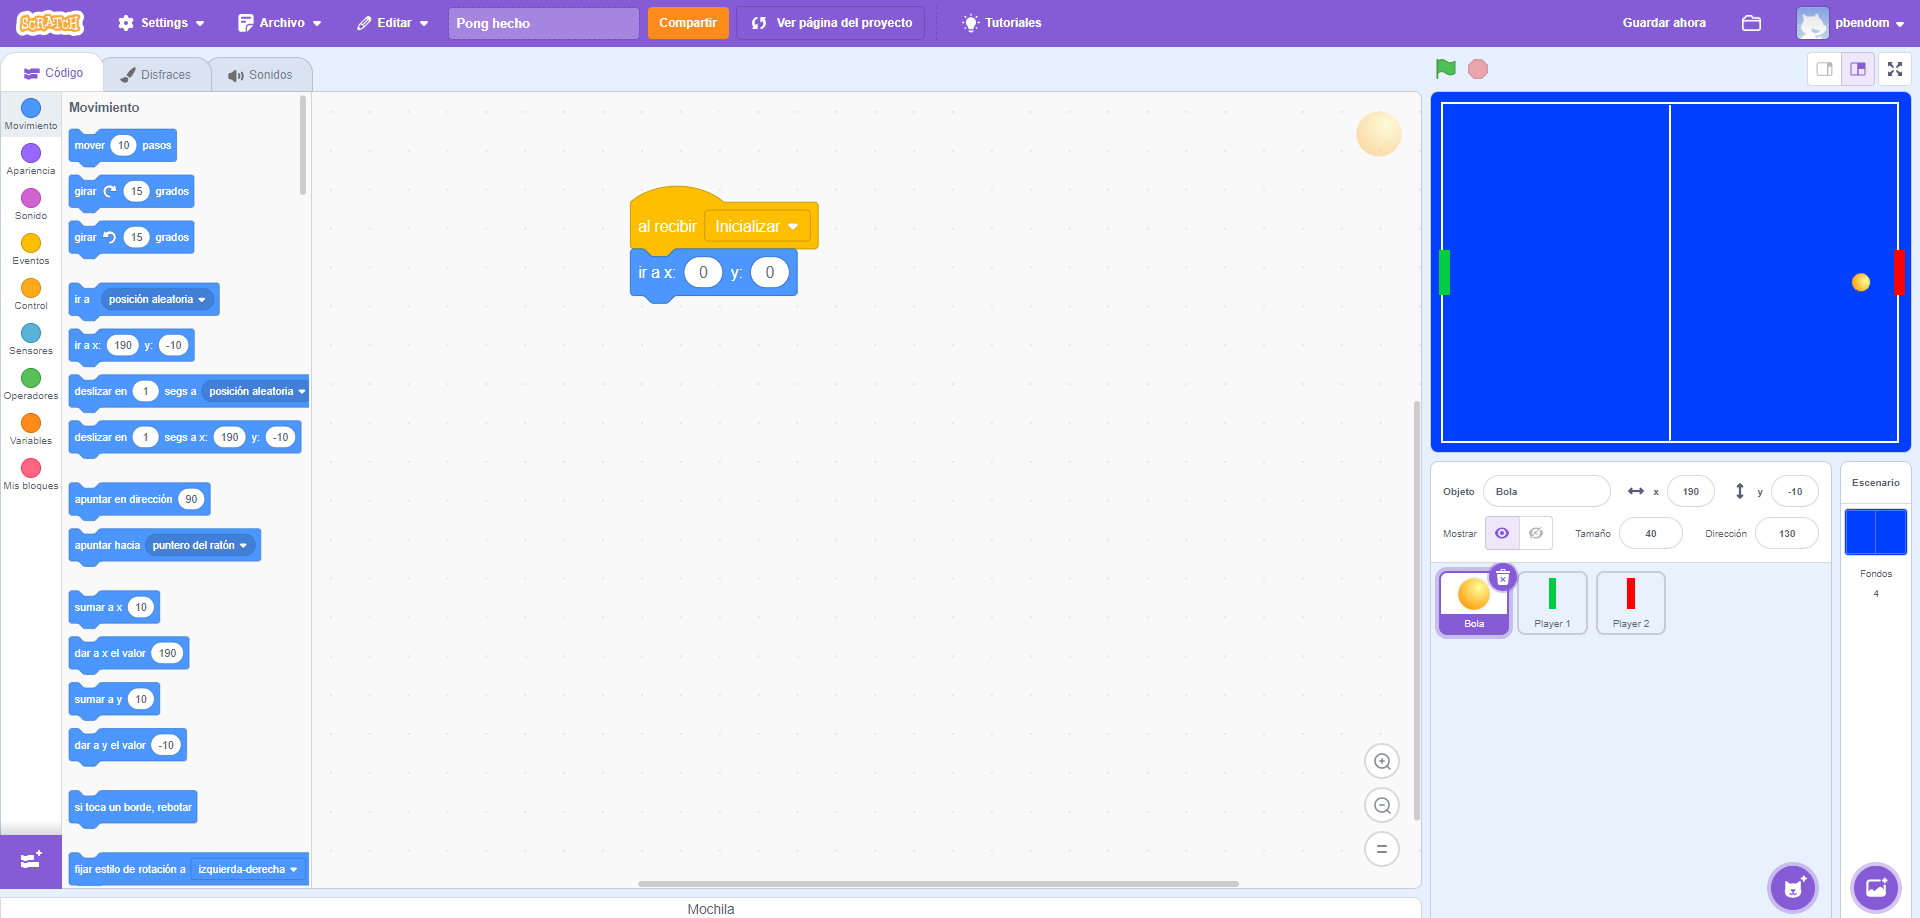 SCRATCH
Settings
Archivo
Editar
Pong hecho
Compartir
Ver página del proyecto
Tutoriales
Guardar ahora
pbendom
Código
Disfraces
Sonidos
Movimiento
Apariencia
Sonido
Eventos
Control
Sensores
Operadores
Variables
Mis bloques
Movimiento
mover 10 pasos
girar 15 grados
girar 15 grados
ir a posición aleatoria
ir a x: 190 y: -10
deslizar en 1 segs a posición aleatoria
deslizar en 1 segs a x: 190 y: -10
apuntar en dirección 90
apuntar hacia puntero del ratón
sumar a x 10
dar a x el valor 190
sumar a y 10
dar a y el valor -10
si toca un borde, rebotar
fijar estilo de rotación a izquierda-derecha
al recibir Inicializar
ir a x: 0 y: 0
Mochila
Objeto Bola x 190 y -10
Mostrar Tamaño 40 Dirección 130
Bola
Player 1
Player 2
Escenario
Fondos
4